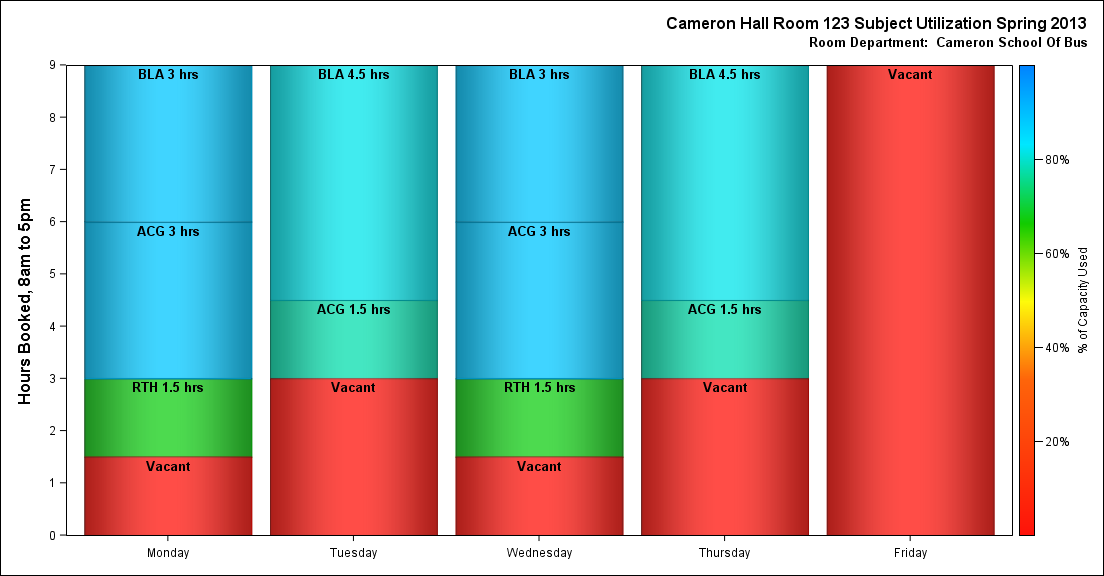 Cameron Hall Room 123 Subject Utilization Spring 2013
Room Department:  Cameron School Of Bus
Hours Booked, 8am to 5pm
9
8
7
6
5
4
3
2
1
0
BLA 3 hrs
ACG 3 hrs
RTH 1.5 hrs
Vacant
BLA 4.5 hrs
ACG 1.5 hrs
Vacant
BLA 3 hrs
ACG 3 hrs
RTH 1.5 hrs
Vacant
BLA 4.5 hrs
ACG 1.5 hrs
Vacant
Vacant
Monday
Tuesday
Wednesday
Thursday
Friday
80%
60%
40%
20%
% of Capacity Used